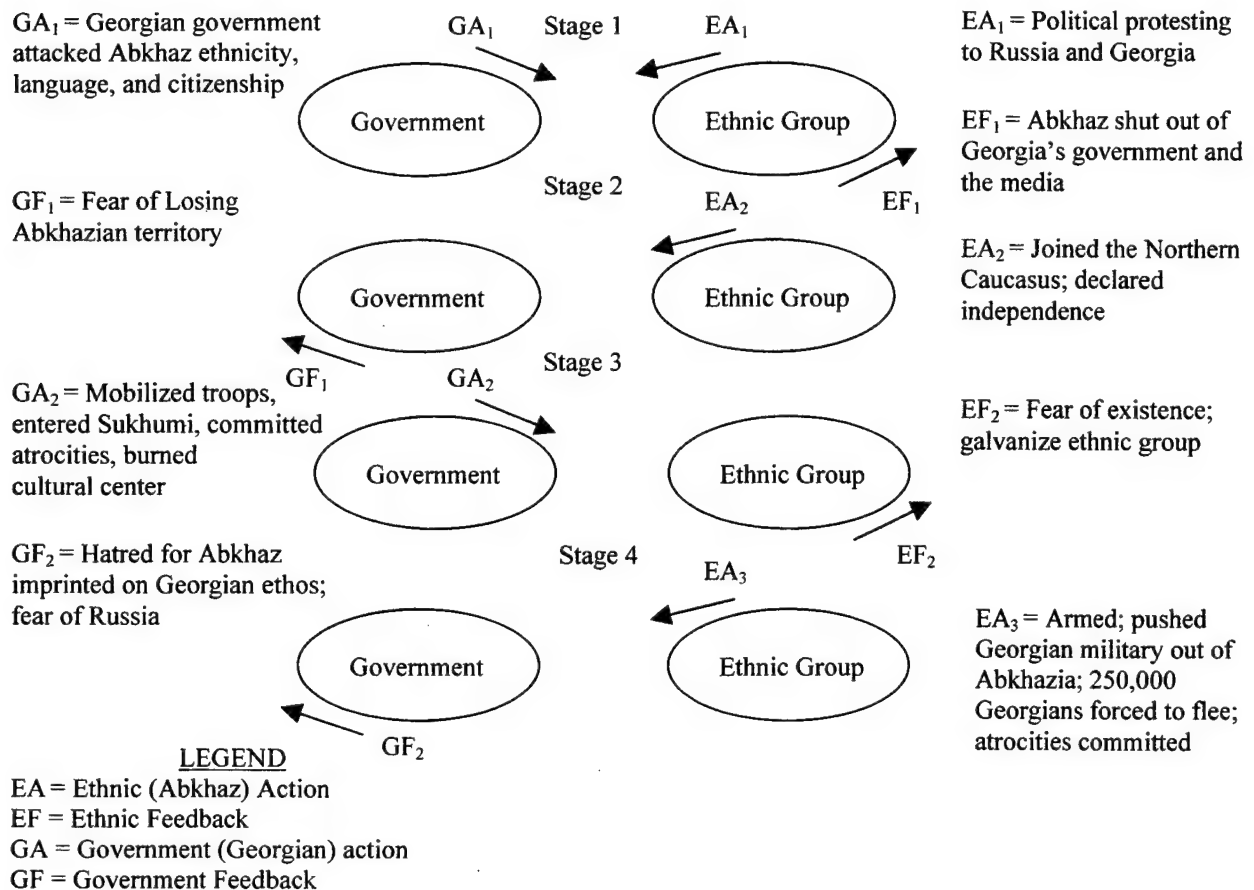 GA₁ = Georgian government
attacked Abkhaz ethnicity,
language, and citizenship
GA₁
Stage 1
EA₁
EA₁ = Political protesting
to Russia and Georgia
Government
Ethnic Group
EF₁ = Abkhaz shut out of
Georgia's government and
the media
Stage 2
GF₁ = Fear of Losing
Abkhazian territory
EA₂
EF₁
EA₂ = Joined the Northern
Caucasus; declared
independence
Government
Ethnic Group
Stage 3
GF₁
GA₂
GA₂ = Mobilized troops,
entered Sukhumi, committed
atrocities, burned
cultural center
EF₂ = Fear of existence;
galvanize ethnic group
Government
Ethnic Group
GF₂ = Hatred for Abkhaz
imprinted on Georgian ethos;
fear of Russia
Stage 4
EA₃
EF₂
EA₃ = Armed; pushed
Georgian military out of
Abkhazia; 250,000
Georgians forced to flee;
atrocities committed
Government
Ethnic Group
GF₂
LEGEND
EA = Ethnic (Abkhaz) Action
EF = Ethnic Feedback
GA = Government (Georgian) action
GF = Government Feedback